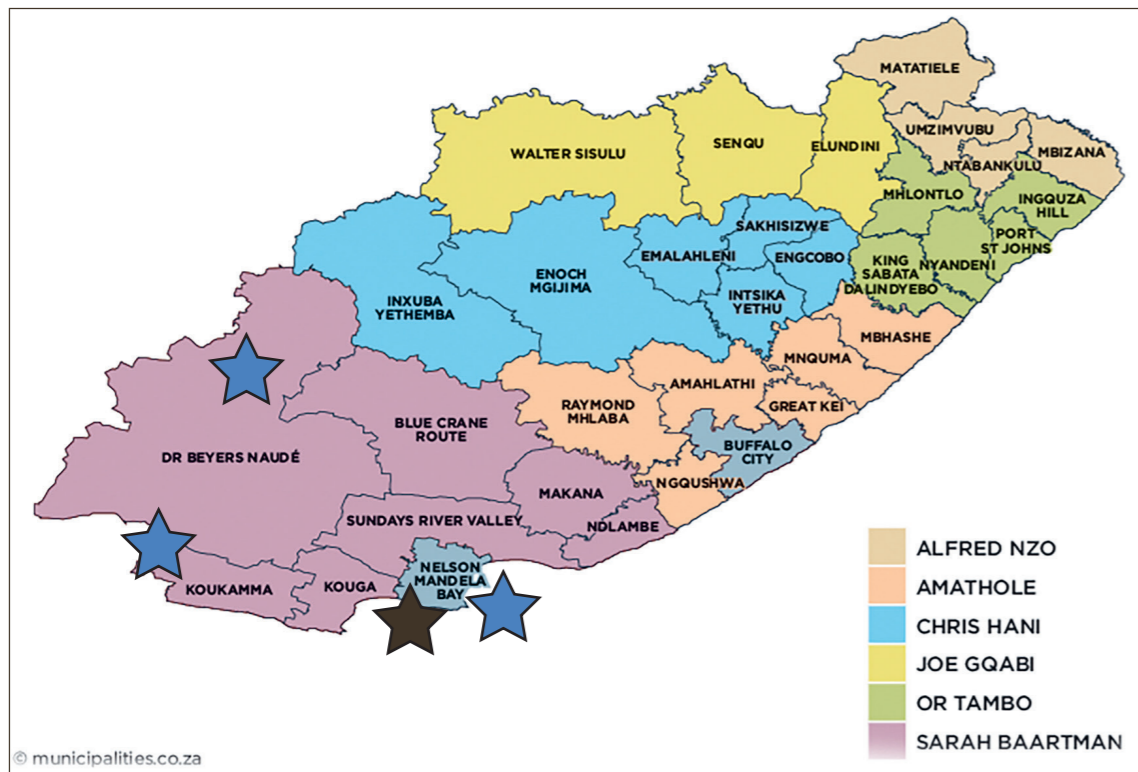 MATATIELE
UMZIMVUBU
MBIZANA
NTABANKULU
ELUNDINI
SENQU
WALTER SISULU
MHLONTLO
INGQUZA
HILL
PORT
ST JOHNS
NYANDENI
KING
SABATA
DALINDYEBO
SAKHISIZWE
EMALAHLENI
ENGCOBO
ENOCH
MGIJIMA
INTSIKA
YETHU
INXUBA
YETHEMBA
MBHASHE
MNQUMA
AMAHLATHI
GREAT KEI
RAYMOND
MHLABA
BUFFALO
CITY
NGQUSHWA
BLUE CRANE
ROUTE
DR BEYERS NAUDÉ
MAKANA
NDLAMBE
SUNDAYS RIVER VALLEY
NELSON
MANDELA
BAY
KOUGA
KOUKAMMA
ALFRED NZO
AMATHOLE
CHRIS HANI
JOE GQABI
OR TAMBO
SARAH BAARTMAN
© municipalities.co.za